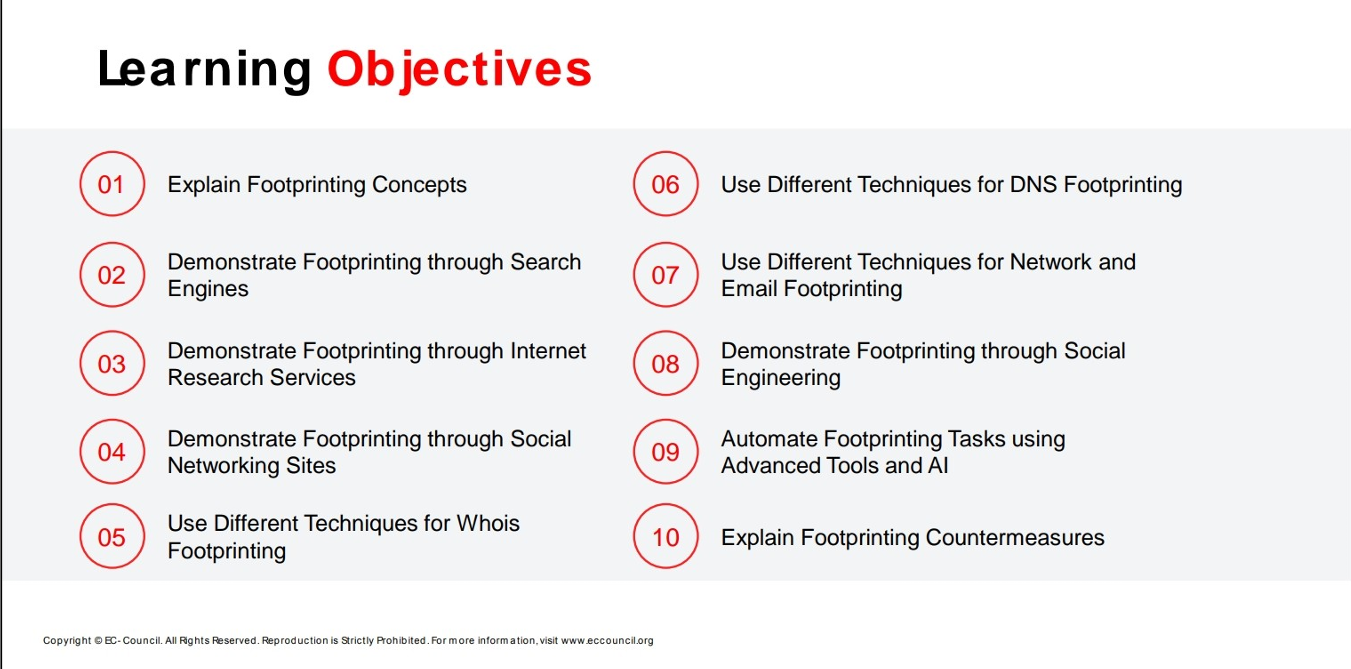 Learning Objectives
01
Explain Footprinting Concepts
02
Demonstrate Footprinting through Search
Engines
03
Demonstrate Footprinting through Internet
Research Services
04
Demonstrate Footprinting through Social
Networking Sites
05
Use Different Techniques for Whois
Footprinting
06
Use Different Techniques for DNS Footprinting
07
Use Different Techniques for Network and
Email Footprinting
08
Demonstrate Footprinting through Social
Engineering
09
Automate Footprinting Tasks using
Advanced Tools and AI
10
Explain Footprinting Countermeasures
Copyright © EC-Council. All Rights Reserved. Reproduction is Strictly Prohibited. For more information, visit www.eccouncil.org